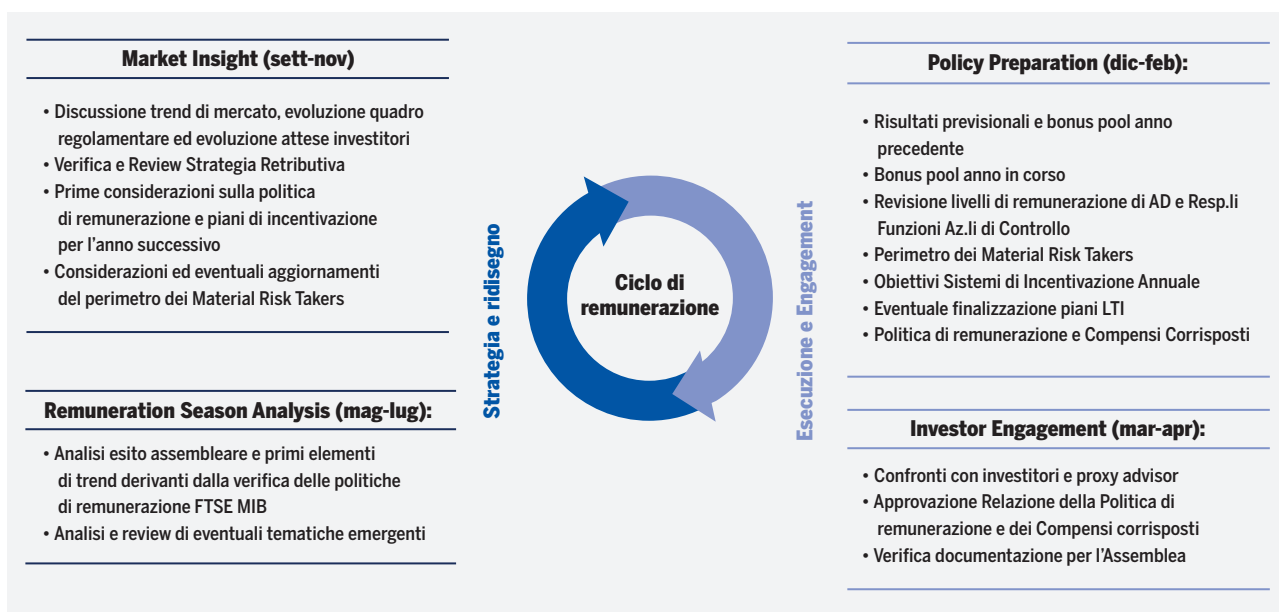 Market Insight (sett-nov)
• Discussione trend di mercato, evoluzione quadro
regolamentare ed evoluzione attese investitori
• Verifica e Review Strategia Retributiva
• Prime considerazioni sulla politica
di remunerazione e piani di incentivazione
per l'anno successivo
• Considerazioni ed eventuali aggiornamenti
del perimetro dei Material Risk Takers
Remuneration Season Analysis (mag-lug):
• Analisi esito assembleare e primi elementi
di trend derivanti dalla verifica delle politiche
di remunerazione FTSE MIB
• Analisi e review di eventuali tematiche emergenti
Strategia e ridisegno
Ciclo di
remunerazione
Esecuzione e Engagement
Policy Preparation (dic-feb):
• Risultati previsionali e bonus pool anno
precedente
• Bonus pool anno in corso
• Revisione livelli di remunerazione di AD e Resp.li
Funzioni Az.li di Controllo
• Perimetro dei Material Risk Takers
• Obiettivi Sistemi di Incentivazione Annuale
• Eventuale finalizzazione piani LTI
• Politica di remunerazione e Compensi Corrisposti
Investor Engagement (mar-apr):
• Confronti con investitori e proxy advisor
• Approvazione Relazione della Politica di
remunerazione e dei Compensi corrisposti
• Verifica documentazione per l'Assemblea